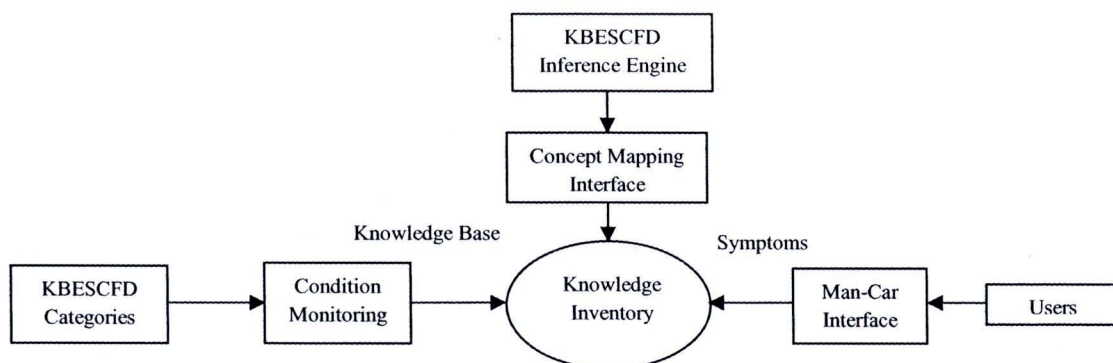 KBESCFD
Inference Engine
Concept Mapping
Interface
Knowledge Base
Symptoms
KBESCFD
Categories
Condition
Monitoring
Knowledge
Inventory
Man-Car
Interface
Users